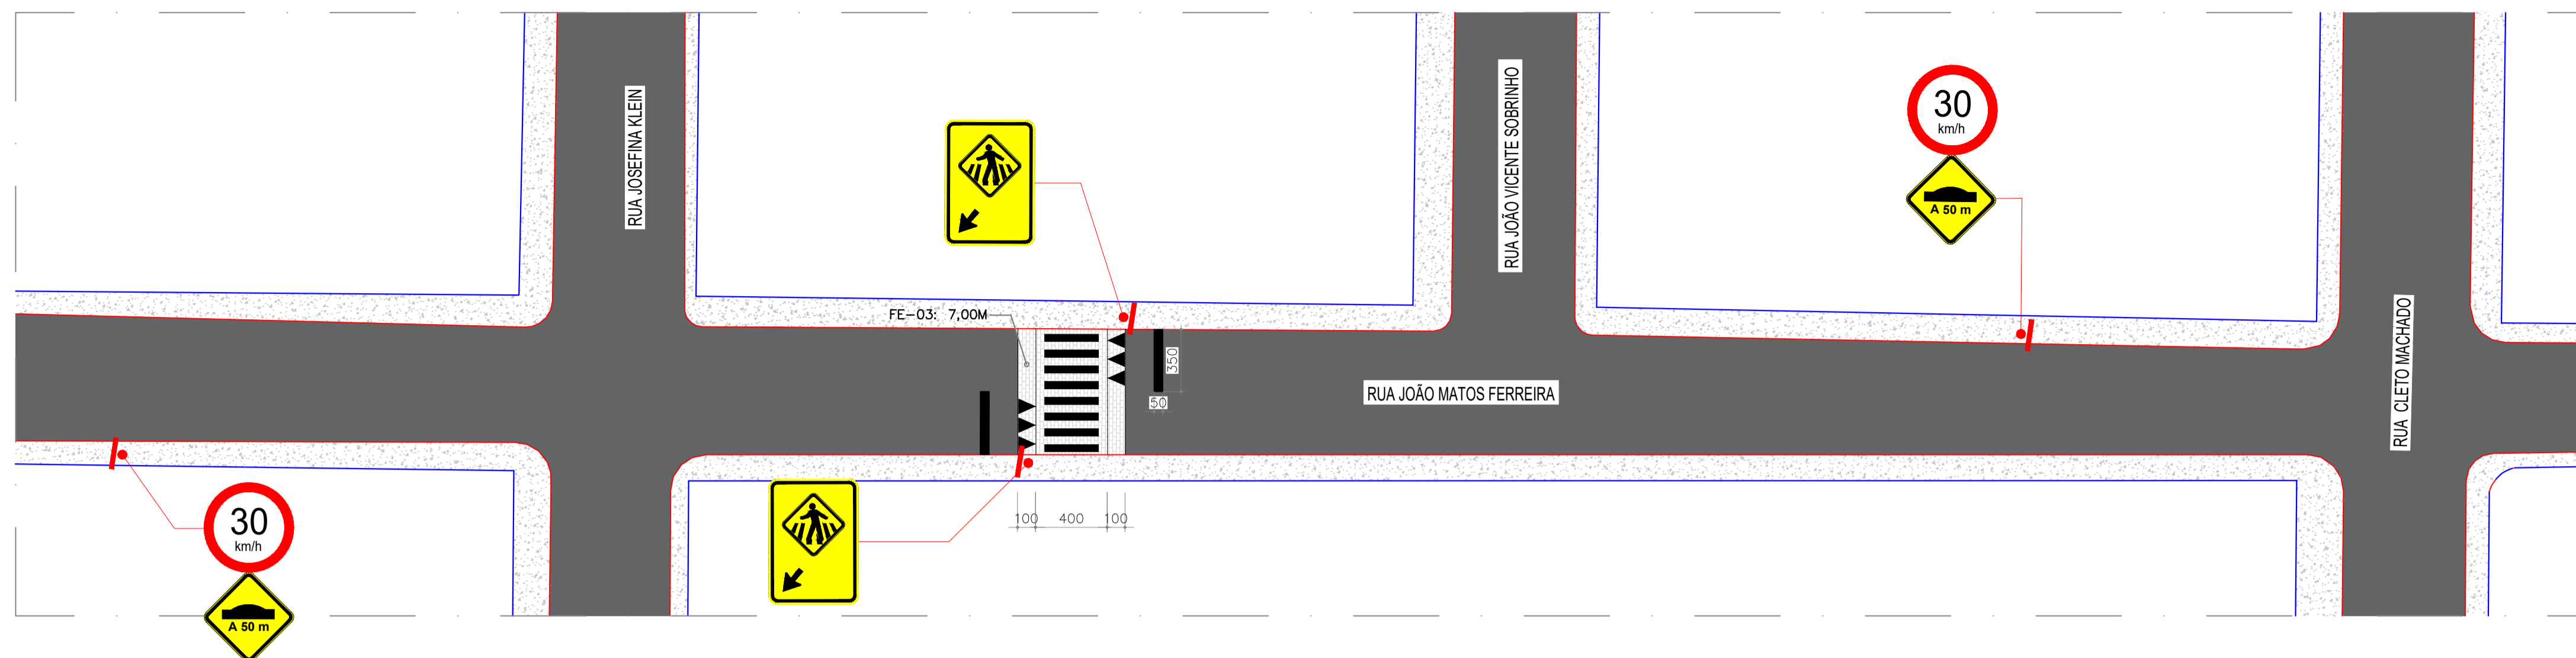 RUA JOSEFINA KLEIN
RUA JOÃO VICENTE SOBRINHO
30
km/h
A 50 m
FE-03: 7,00M
350
50
RUA JOÃO MATOS FERREIRA
RUA CLETO MACHADO
100
400
100
30
km/h
A 50 m